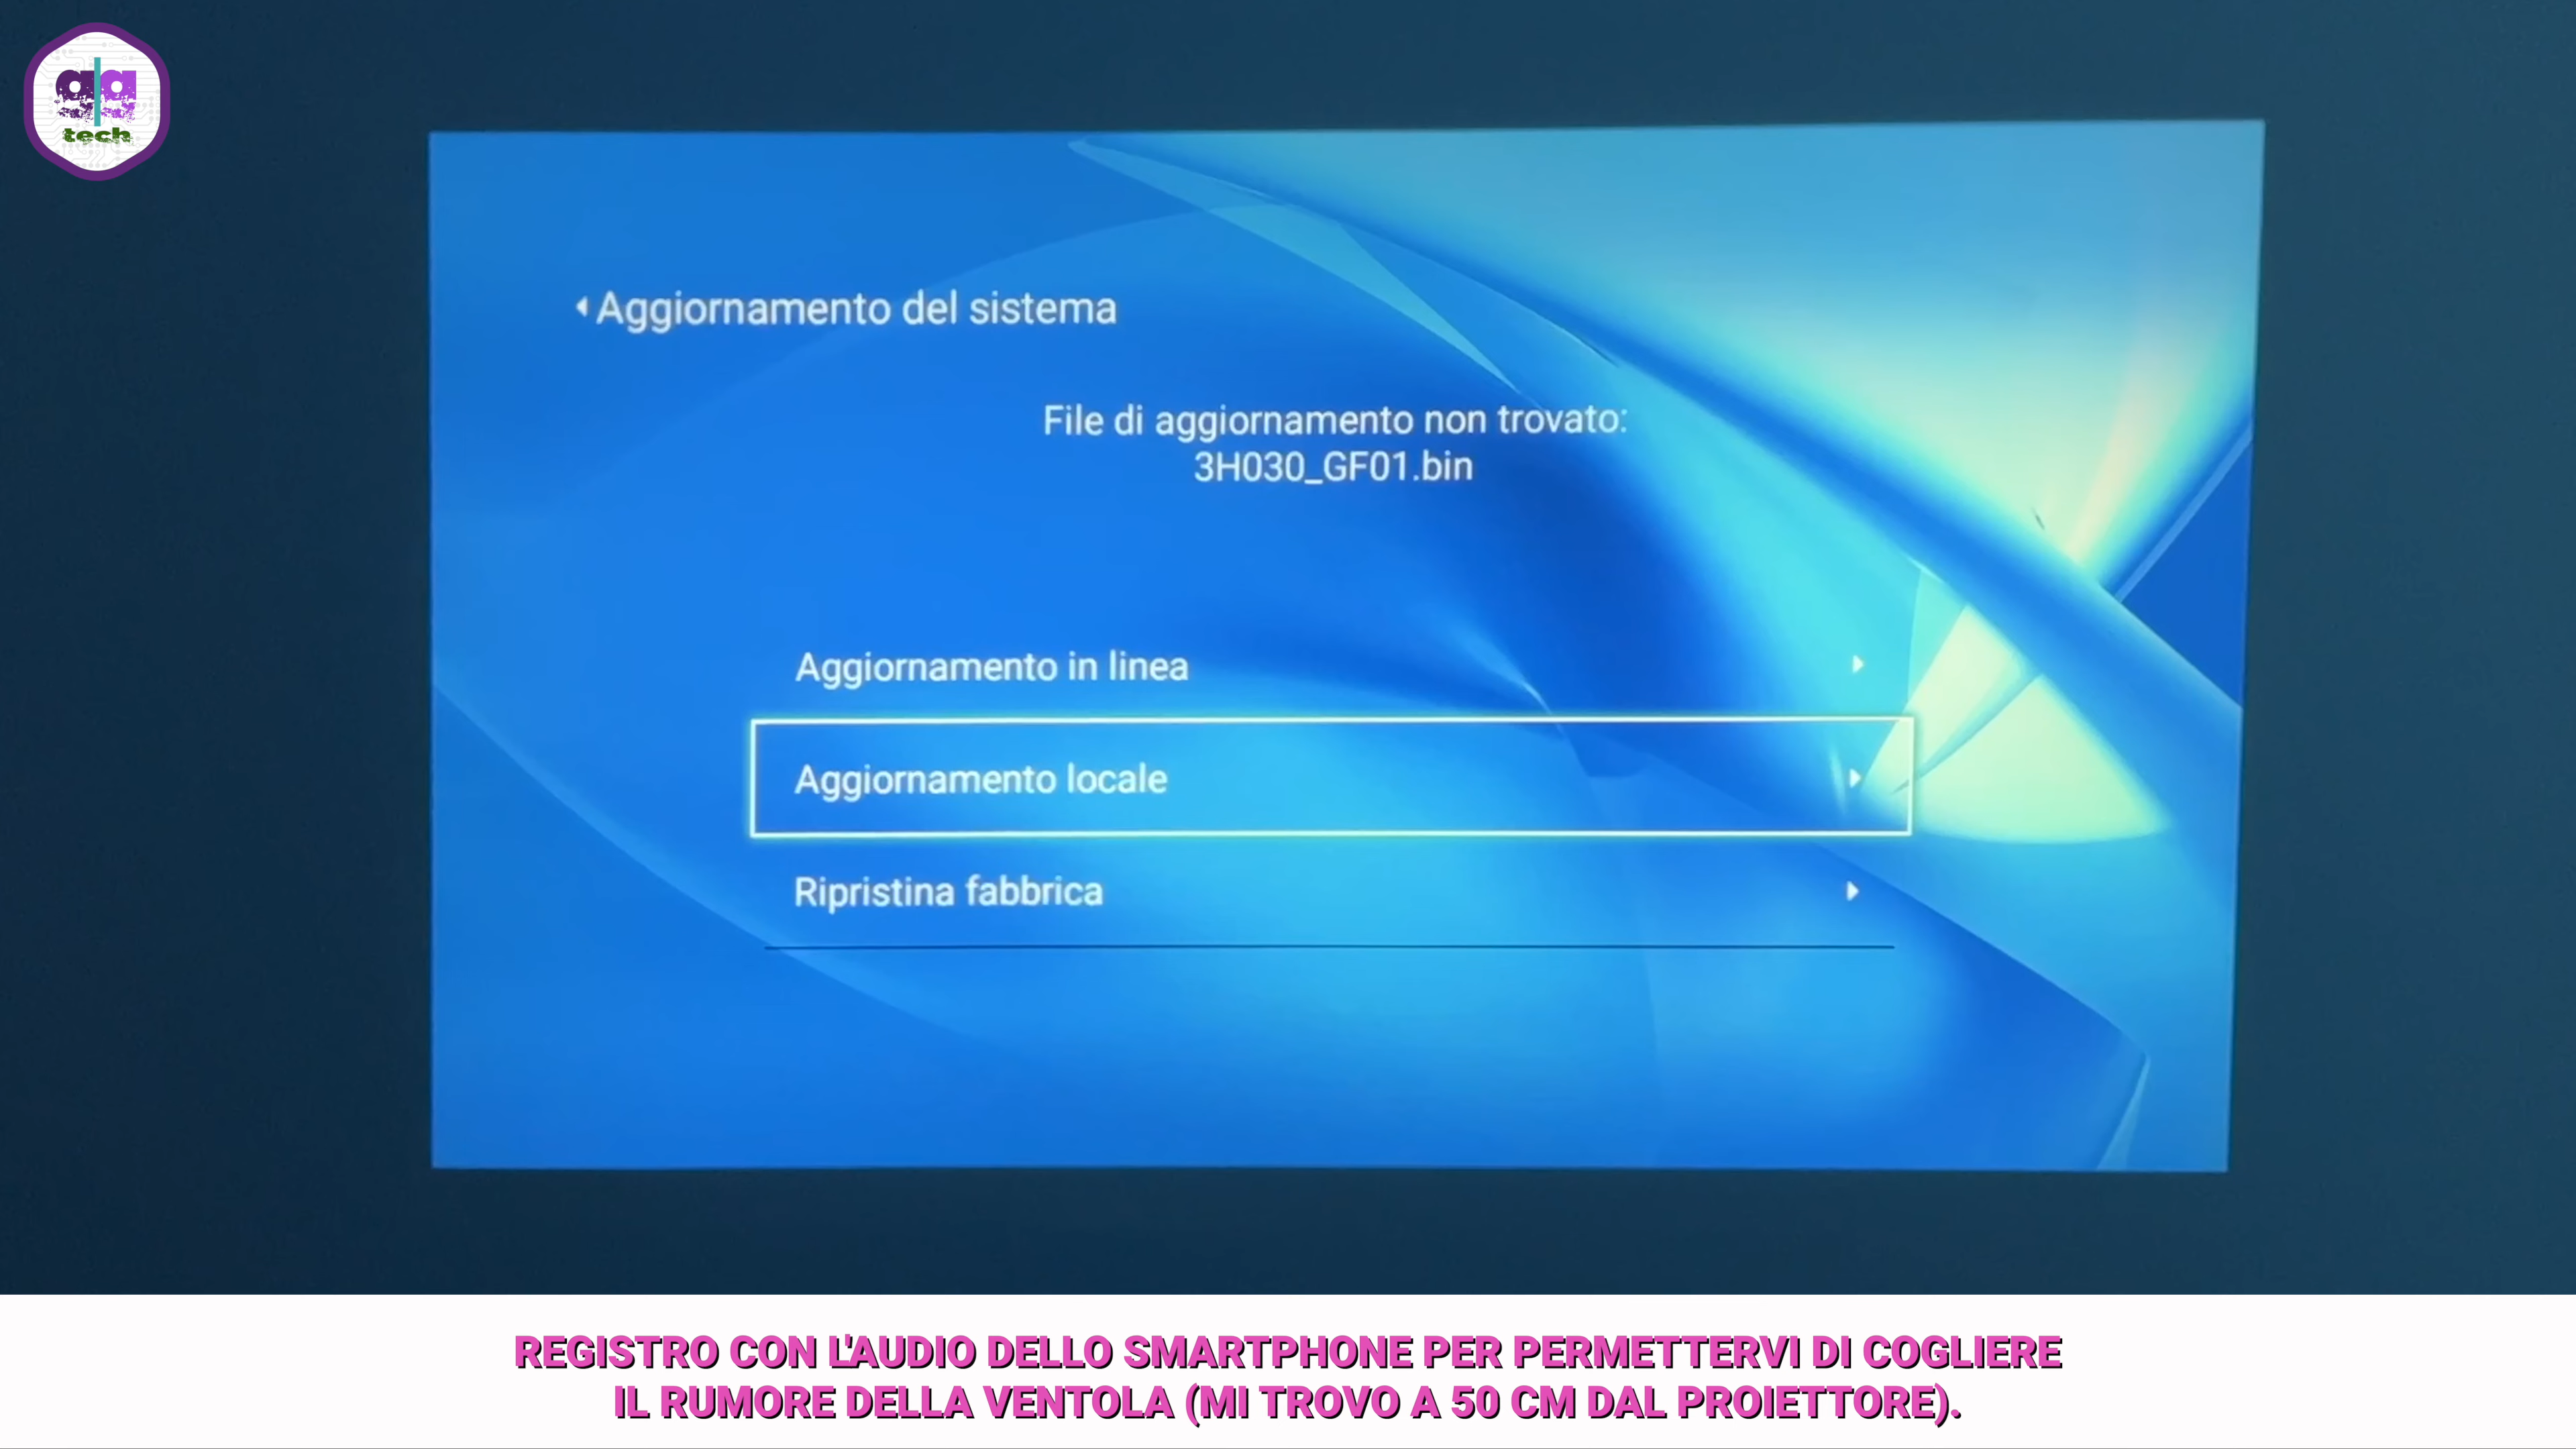 a|a
tech
Aggiornamento del sistema
File di aggiornamento non trovato:
3H030_GF01.bin
Aggiornamento in linea
Aggiornamento locale
Ripristina fabbrica
REGISTRO CON L'AUDIO DELLO SMARTPHONE PER PERMETTERVI DI COGLIERE
IL RUMORE DELLA VENTOLA (MI TROVO A 50 CM DAL PROIETTORE).